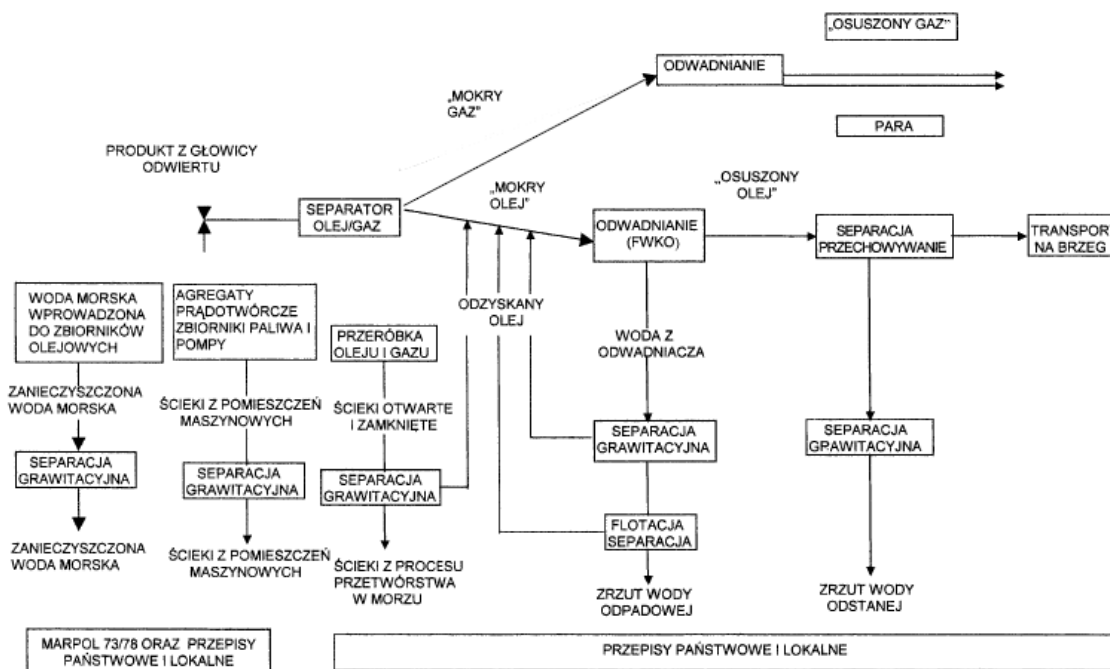 „OSUSZONY GAZ"
ODWADNIANIE
„MOKRY
GAZ"
PARA
PRODUKT Z GŁOWICY
ODWIERTU
„MOKRY
OLEJ"
„OSUSZONY
OLEJ"
SEPARATOR
OLEJ/GAZ
ODWADNIANIE
(FWKO)
SEPARACJA
PRZECHOWYWANIE
TRANSPORT
NA BRZEG
WODA MORSKA
WPROWADZONA
DO ZBIORNIKÓW
OLEJOWYCH
AGREGATY
PRĄDOTWÓRCZE
ZBIORNIKI PALIWA I
POMPY
PRZERÓBKA
OLEJU I GAZU
ODZYSKANY
OLEJ
WODA Z
ODWADNIACZA
ZANIECZYSZCZONA
WODA MORSKA
ŚCIEKI Z POMIESZCZEŃ
MASZYNOWYCH
ŚCIEKI OTWARTE
I ZAMKNIĘTE
SEPARACJA
GRAWITACYJNA
SEPARACJA
GRAWITACYJNA
SEPARACJA
GRAWITACYJNA
SEPARACJA
GRAWITACYJNA
SEPARACJA
GRAWITACYJNA
FLOTACJA
SEPARACJA
ZANIECZYSZCZONA
WODA MORSKA
ŚCIEKI Z POMIESZCZEŃ
MASZYNOWYCH
ŚCIEKI Z PROCESU
PRZETWÓRSTWA
W MORZU
ZRZUT WODY
ODPADOWEJ
ZRZUT WODY
ODSTANEJ
MARPOL 73/78 ORAZ PRZEPISY
PAŃSTWOWE I LOKALNE
PRZEPISY PAŃSTWOWE I LOKALNE